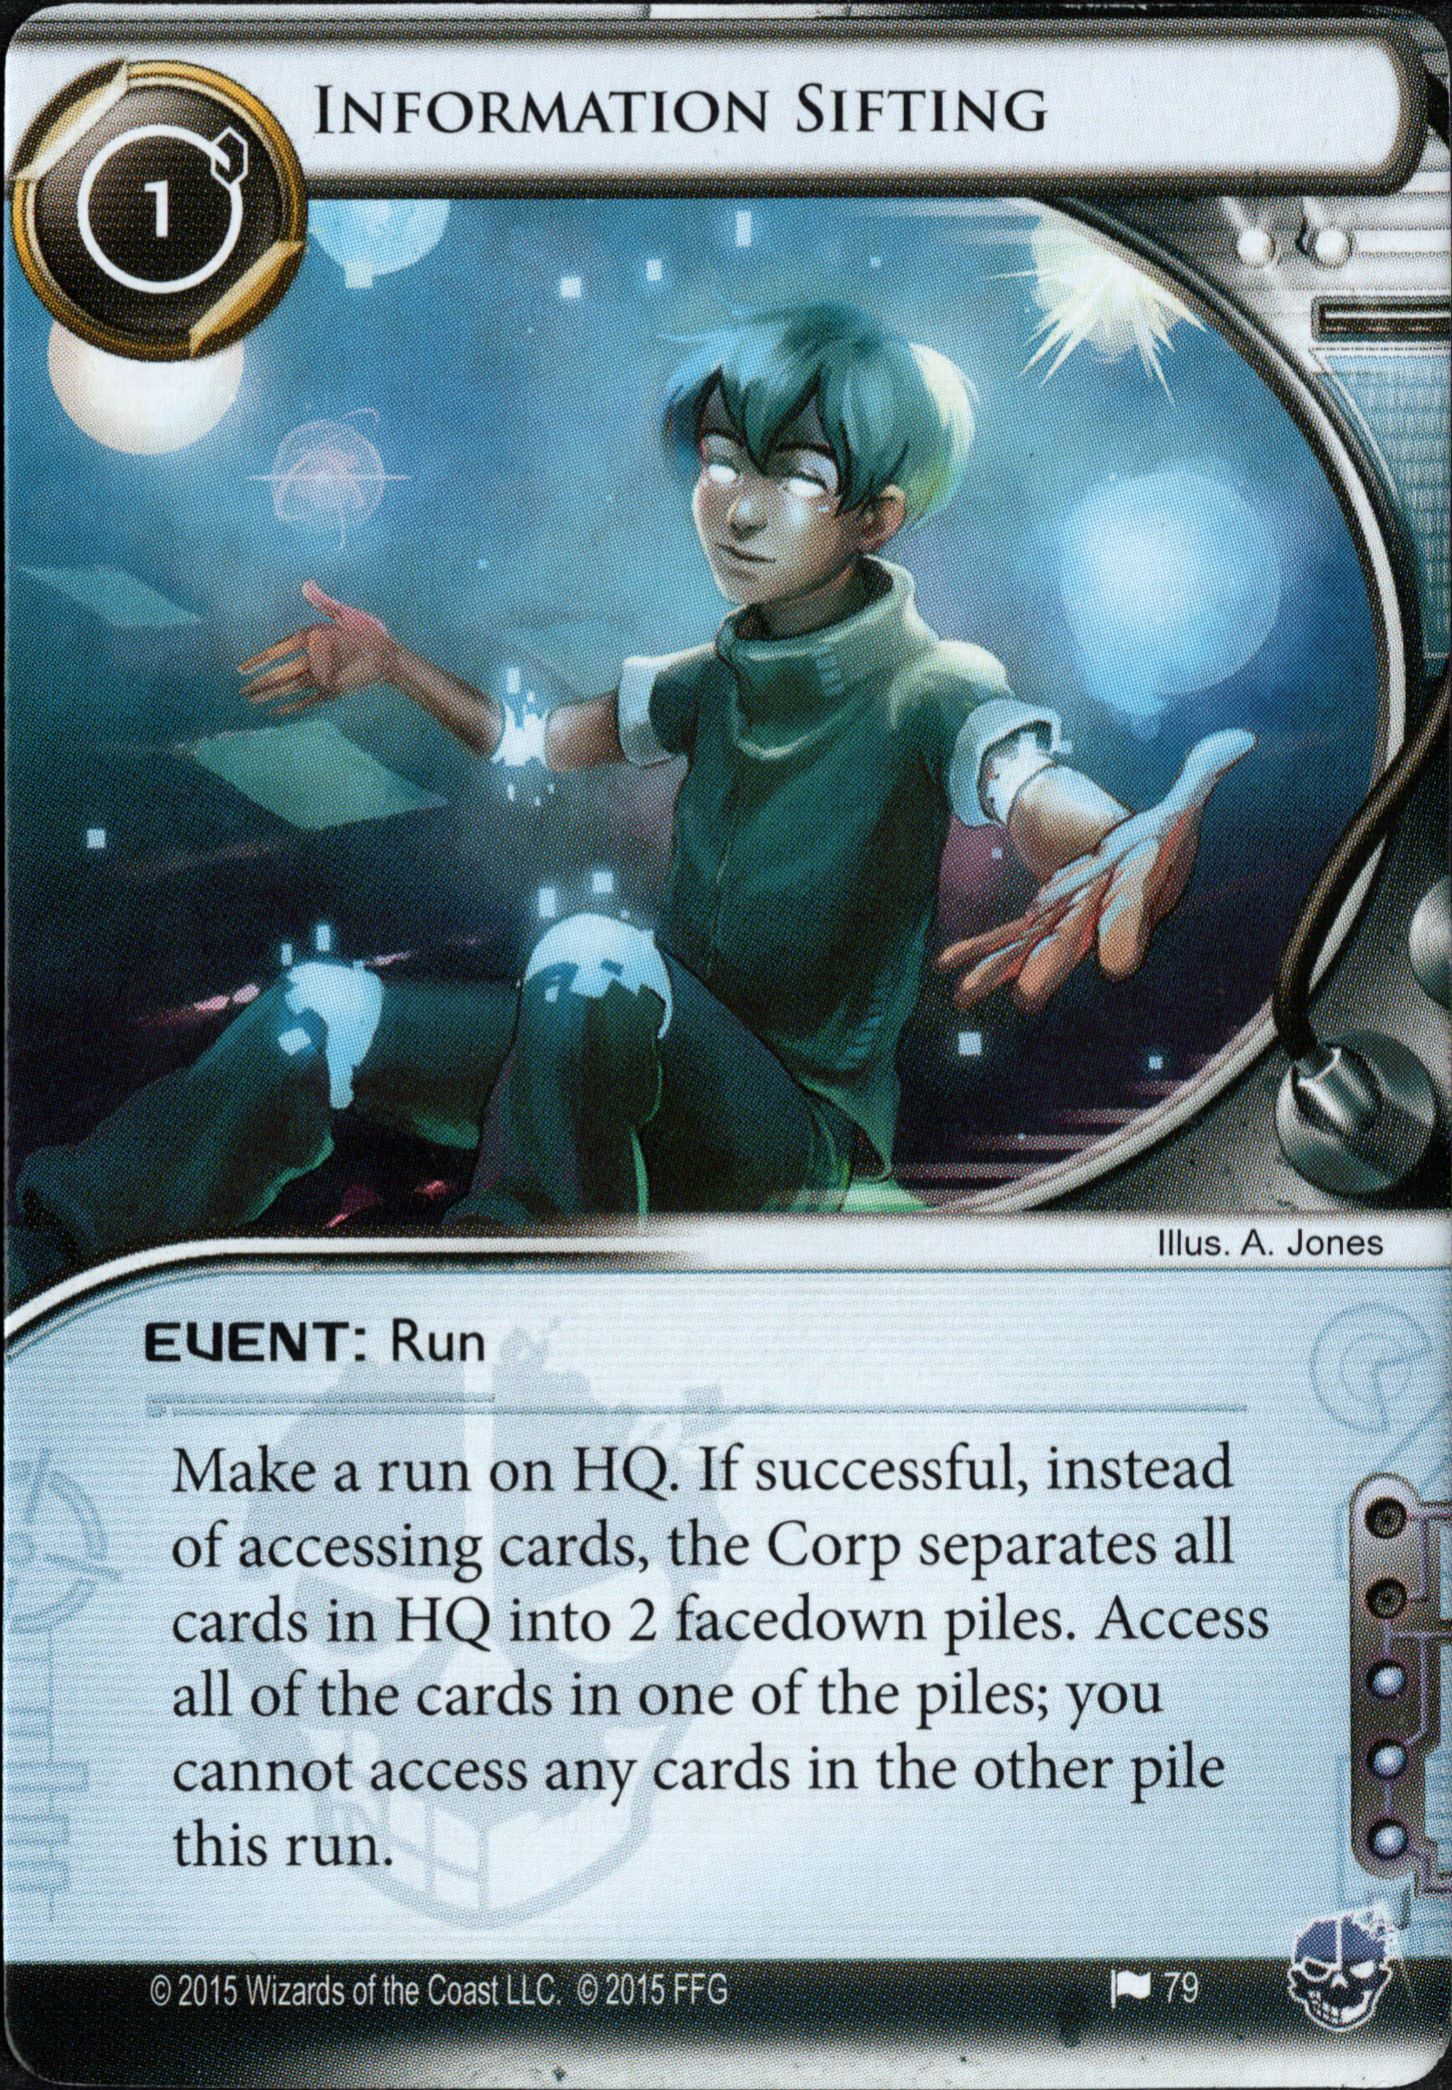 Information Sifting
1
Illus. A. Jones
EVENT: Run
Make a run on HQ. If successful, instead
of accessing cards, the Corp separates all
cards in HQ into 2 facedown piles. Access
all of the cards in one of the piles; you
cannot access any cards in the other pile
this run.
© 2015 Wizards of the Coast LLC. © 2015 FFG
79